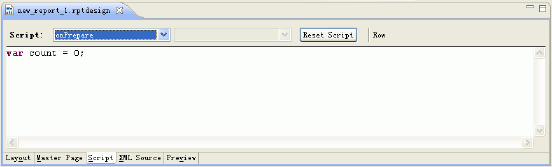 new_report_1.rptdesign
Script: onPrepare Reset Script Row
var count = 0;
Layout Master Page Script XML Source Preview